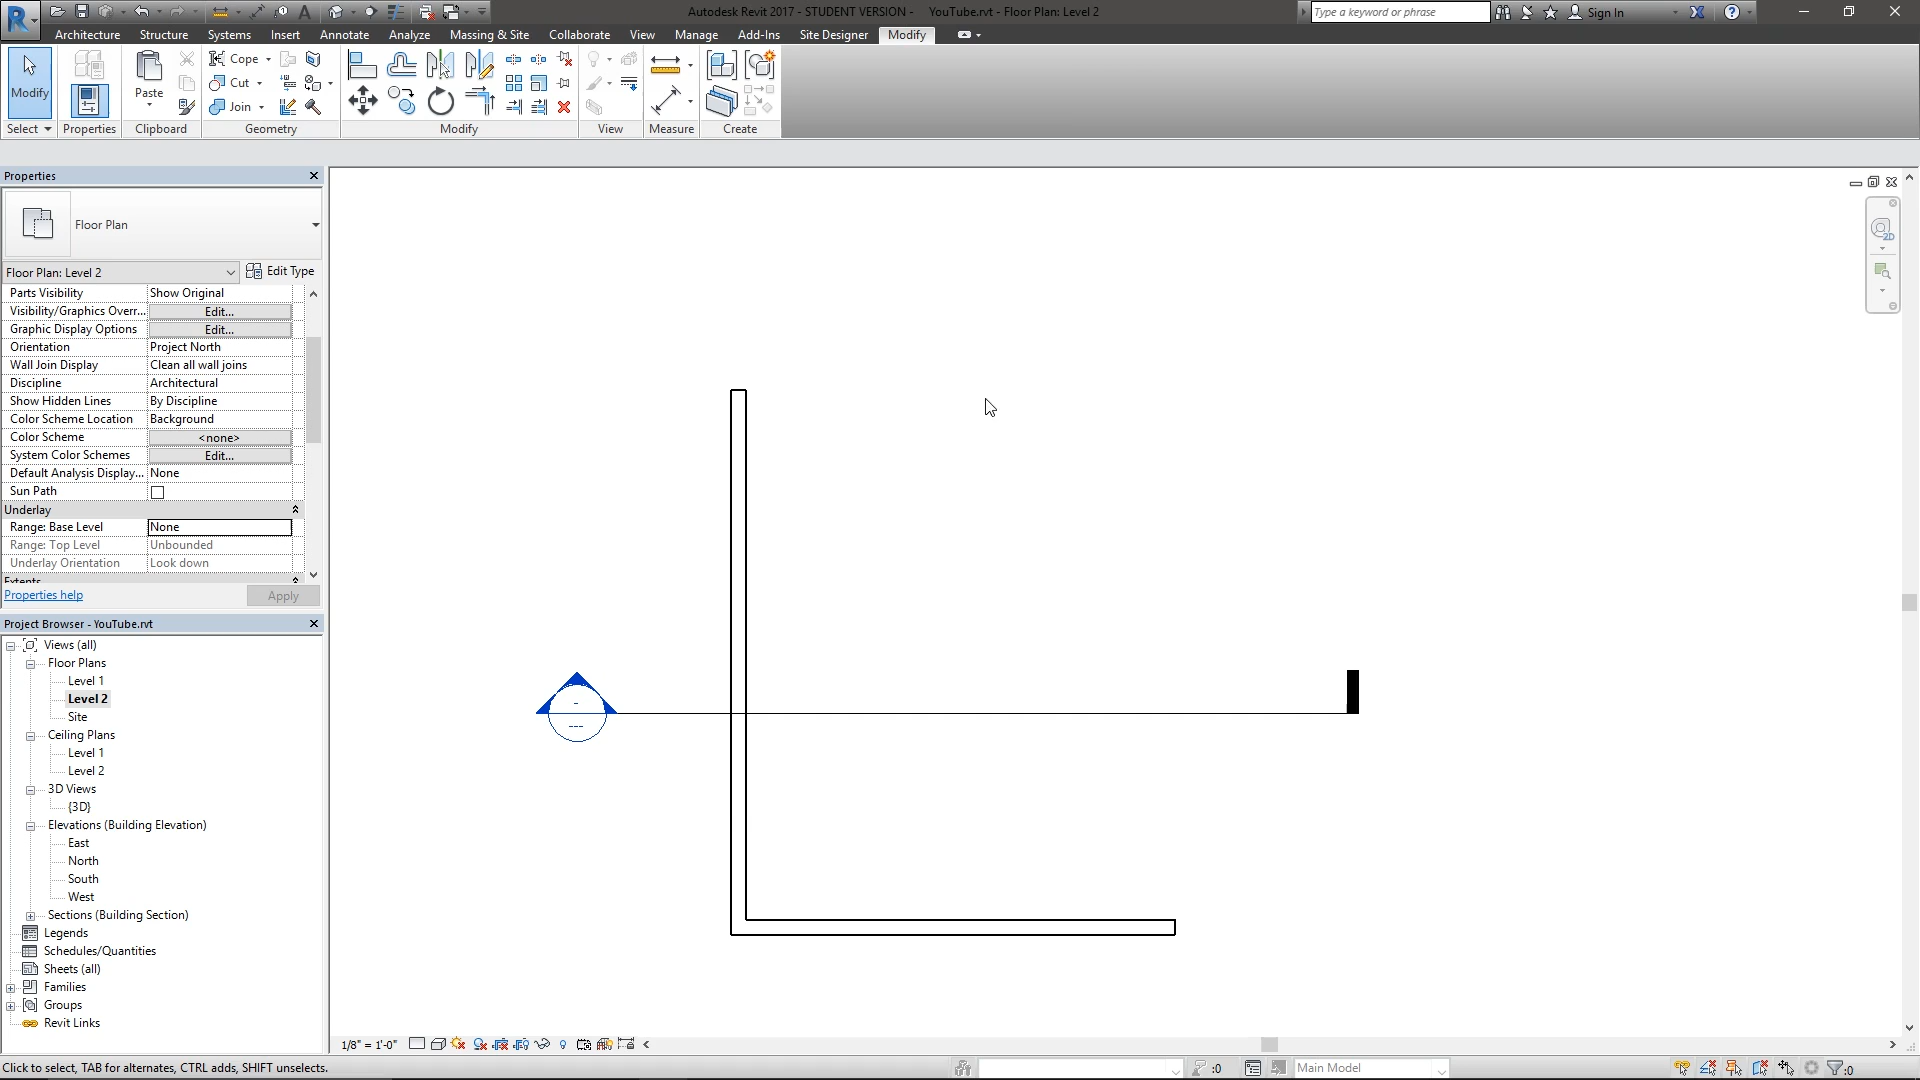 Autodesk Revit 2017 - STUDENT VERSION - YouTube.rvt - Floor Plan: Level 2
Type a keyword or phrase
Sign In
Architecture Structure Systems Insert Annotate Analyze Massing & Site Collaborate View Manage Add-Ins Site Designer Modify
Modify
Paste
Cope
Cut
Join
Select Properties Clipboard Geometry Modify View Measure Create
Properties
Floor Plan
Floor Plan: Level 2
Edit Type
Parts Visibility Show Original
Visibility/Graphics Overr... Edit...
Graphic Display Options Edit...
Orientation Project North
Wall Join Display Clean all wall joins
Discipline Architectural
Show Hidden Lines By Discipline
Color Scheme Location Background
Color Scheme <none>
System Color Schemes Edit...
Default Analysis Display... None
Sun Path
Underlay
Range: Base Level None
Range: Top Level Unbounded
Underlay Orientation Look down
Extents
Properties help
Apply
Project Browser - YouTube.rvt
Views (all)
Floor Plans
Level 1
Level 2
Site
Ceiling Plans
Level 1
Level 2
3D Views
{3D}
Elevations (Building Elevation)
East
North
South
West
Sections (Building Section)
Legends
Schedules/Quantities
Sheets (all)
Families
Groups
Revit Links
2D
-
---
1/8" = 1'-0"
Click to select, TAB for alternates, CTRL adds, SHIFT unselects.
:0
Main Model
:0